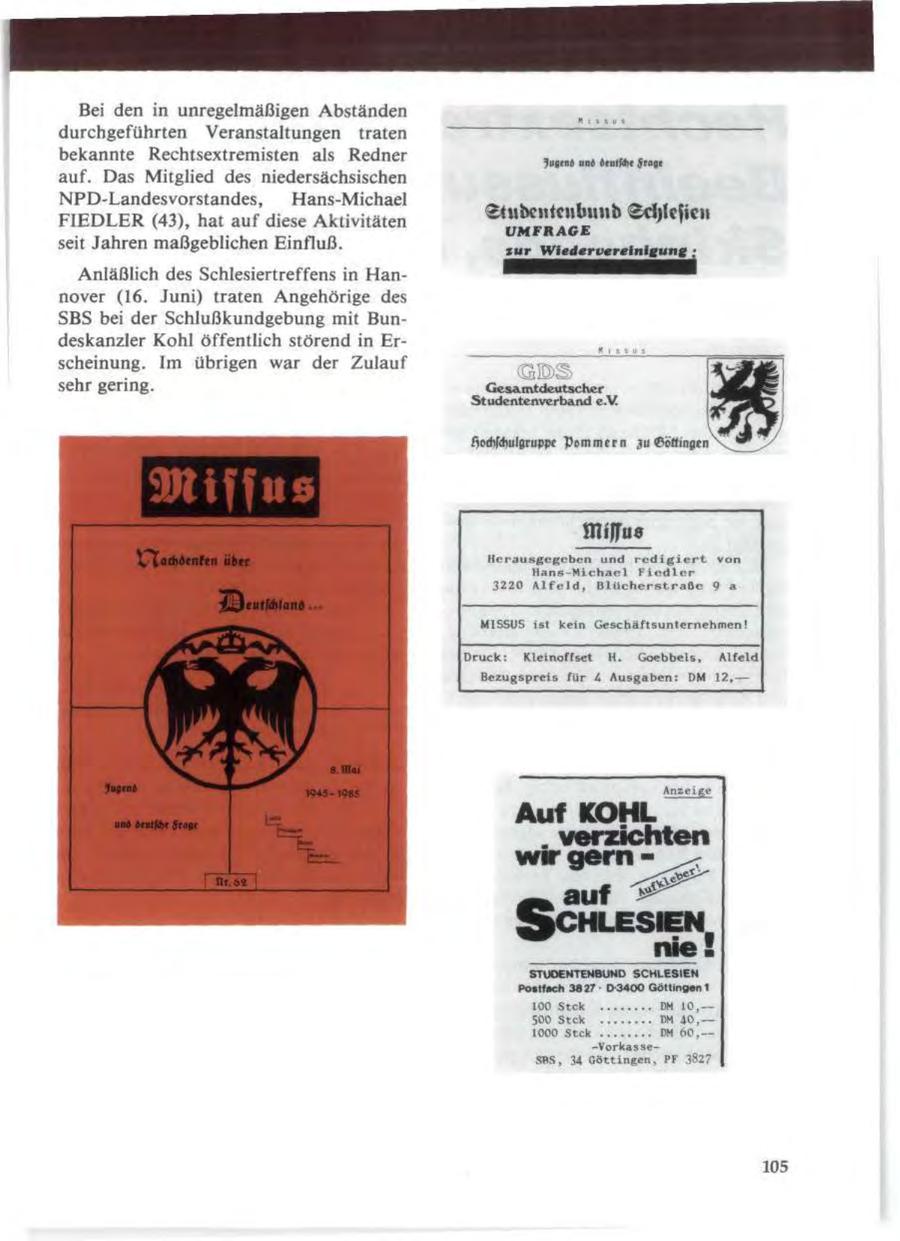 Bei den in unregelmäßigen Abständen
durchgeführten Veranstaltungen traten
bekannte Rechtsextremisten als Redner
auf. Das Mitglied des niedersächsischen
NPD-Landesvorstandes, Hans-Michael
FIEDLER (43), hat auf diese Aktivitäten
seit Jahren maßgeblichen Einfluß.
Anläßlich des Schlesiertreffens in Han-
nover (16. Juni) traten Angehörige des
SBS bei der Schlußkundgebung mit Bun-
deskanzler Kohl öffentlich störend in Er-
scheinung. Im übrigen war der Zulauf
sehr gering.
Missus
Nachdenken über
Deutschland ...
8. Mai
1945-1985
Jugend
und deutsche Frage
Nr. 62
Missus
Jugend und deutsche Frage
Studentenbund Schlesien
UMFRAGE
zur Wiedervereinigung :
Missus
GDS
Gesamtdeutscher
Studentenverband e.V.
Hochschulgruppe Pommern zu Göttingen
Missus
Herausgegeben und redigiert von
Hans-Michael Fiedler
3220 Alfeld, Blücherstraße 9 a
MISSUS ist kein Geschäftsunternehmen!
Druck: Kleinoffset H. Goebbels, Alfeld
Bezugspreis für 4 Ausgaben: DM 12,—
Anzeige
Auf KOHL
verzichten
wir gern -
Aufkleber!
auf
SCHLESIEN
nie!
STUDENTENBUND SCHLESIEN
Postfach 3827 · D-3400 Göttingen 1
100 Stck ........ DM 10,—
500 Stck ........ DM 40,—
1000 Stck ........ DM 60,--
-Vorkasse-
SBS, 34 Göttingen, PF 3827
105